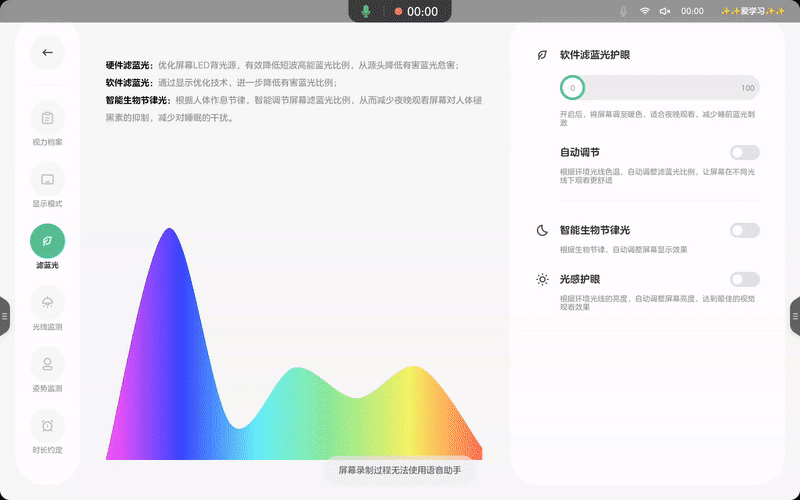 00:00
00:00 ✨✨爱学习✨✨
视力档案
显示模式
滤蓝光
光线监测
姿势监测
时长约定
硬件滤蓝光：优化屏幕LED背光源，有效降低短波高能蓝光比例，从源头降低有害蓝光危害；
软件滤蓝光：通过显示优化技术，进一步降低有害蓝光比例；
智能生物节律光：根据人体作息节律，智能调节屏幕滤蓝光比例，从而减少夜晚观看屏幕对人体褪
黑素的抑制，减少对睡眠的干扰。
屏幕录制过程无法使用语音助手
软件滤蓝光护眼
0 100
开启后，将屏幕调至暖色，适合夜晚观看，减少睡前蓝光刺
激
自动调节
根据环境光线色温，自动调整滤蓝光比例，让屏幕在不同光
线下观看更舒适
智能生物节律光
根据生物节律，自动调整屏幕显示效果
光感护眼
根据环境光线的亮度，自动调整屏幕亮度，达到最佳的视觉
观看效果